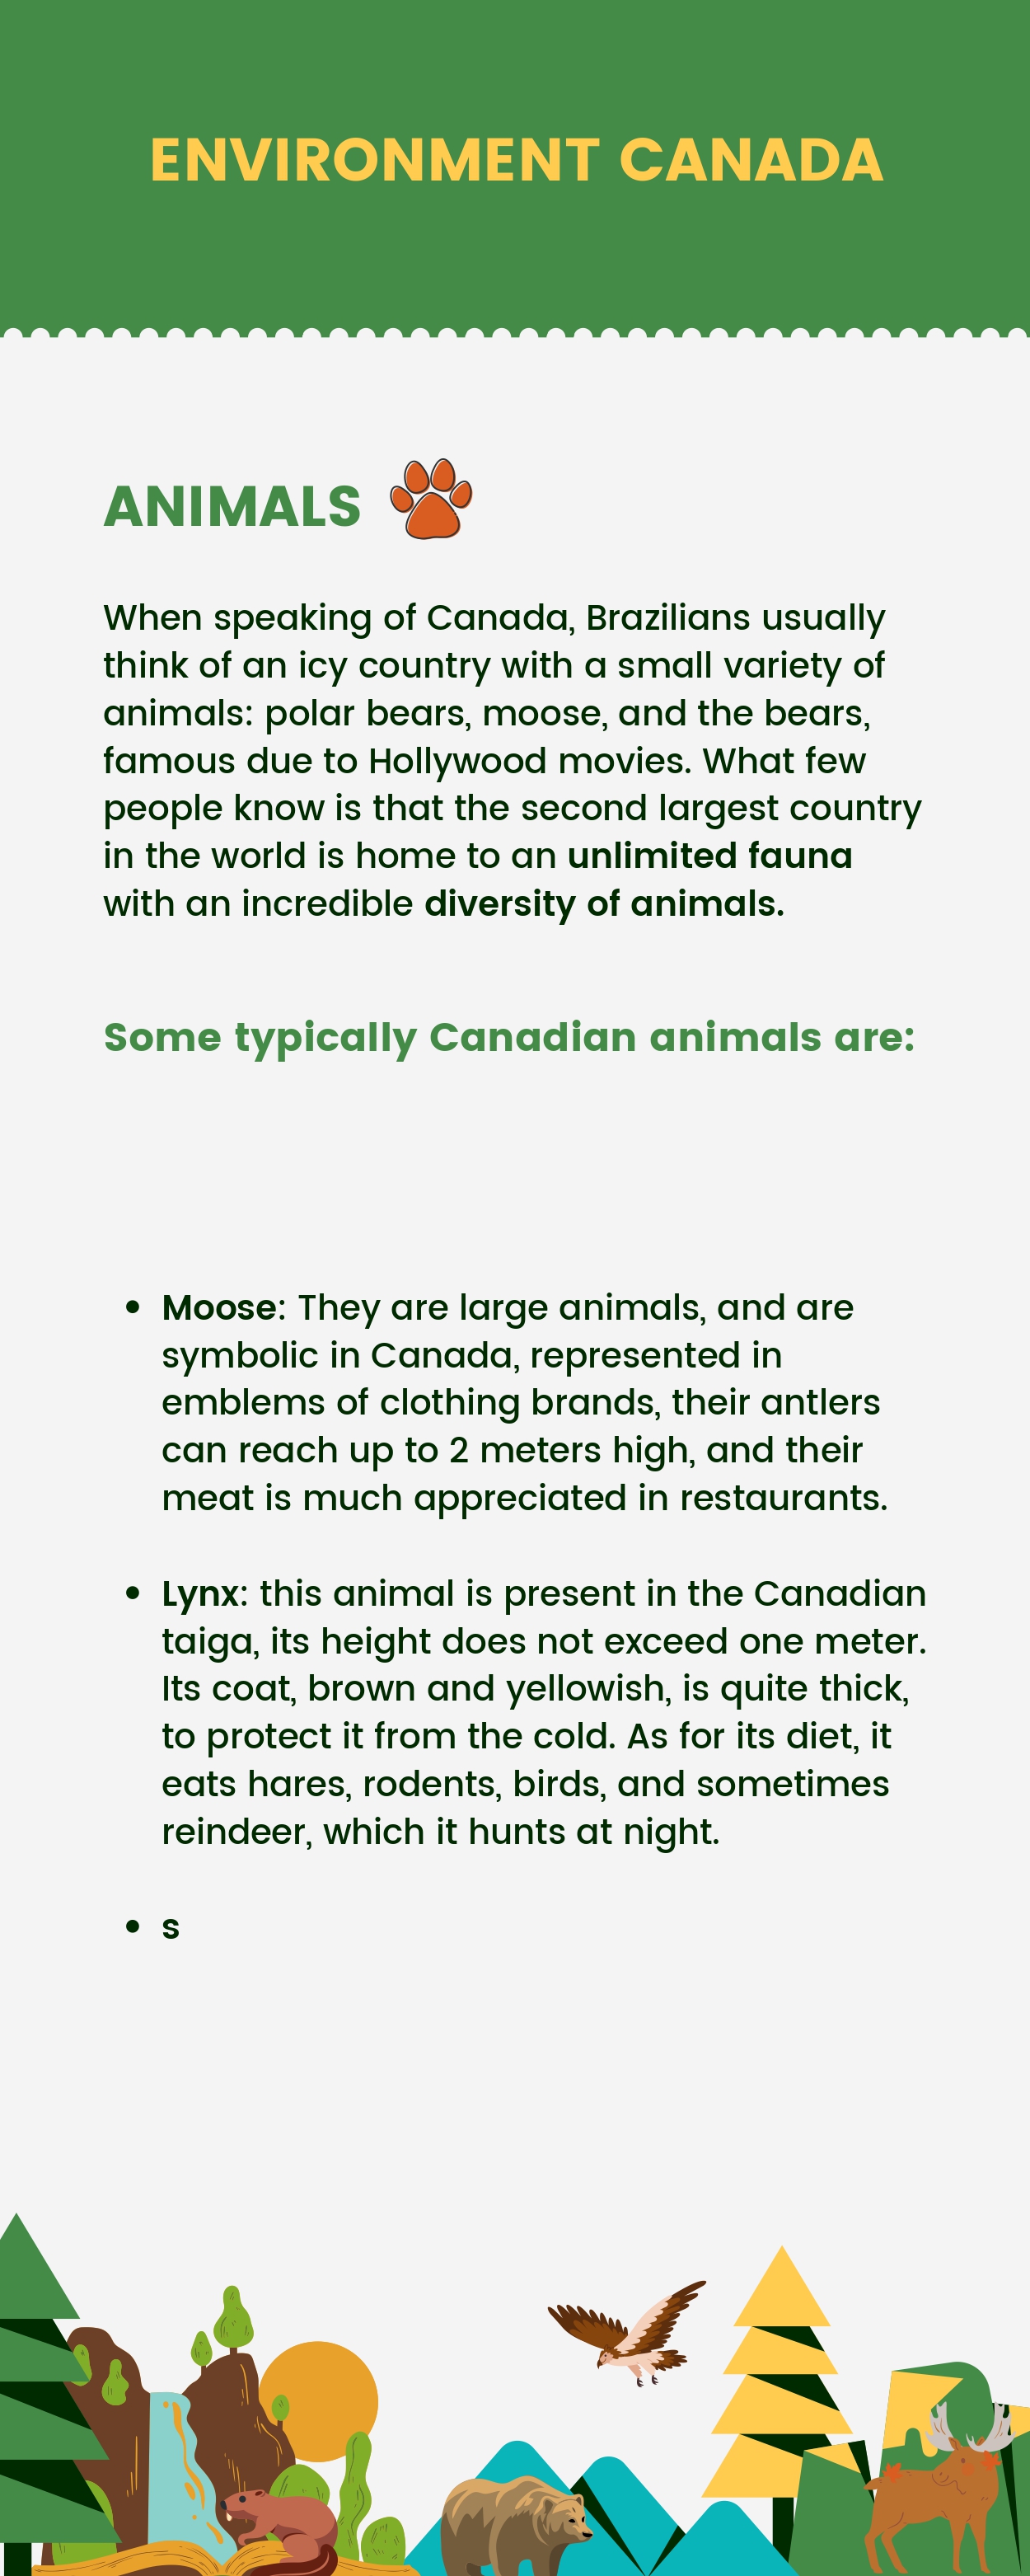 ENVIRONMENT CANADA
ANIMALS
When speaking of Canada, Brazilians usually
think of an icy country with a small variety of
animals: polar bears, moose, and the bears,
famous due to Hollywood movies. What few
people know is that the second largest country
in the world is home to an unlimited fauna
with an incredible diversity of animals.
Some typically Canadian animals are:
• Moose: They are large animals, and are
symbolic in Canada, represented in
emblems of clothing brands, their antlers
can reach up to 2 meters high, and their
meat is much appreciated in restaurants.
• Lynx: this animal is present in the Canadian
taiga, its height does not exceed one meter.
Its coat, brown and yellowish, is quite thick,
to protect it from the cold. As for its diet, it
eats hares, rodents, birds, and sometimes
reindeer, which it hunts at night.
• s